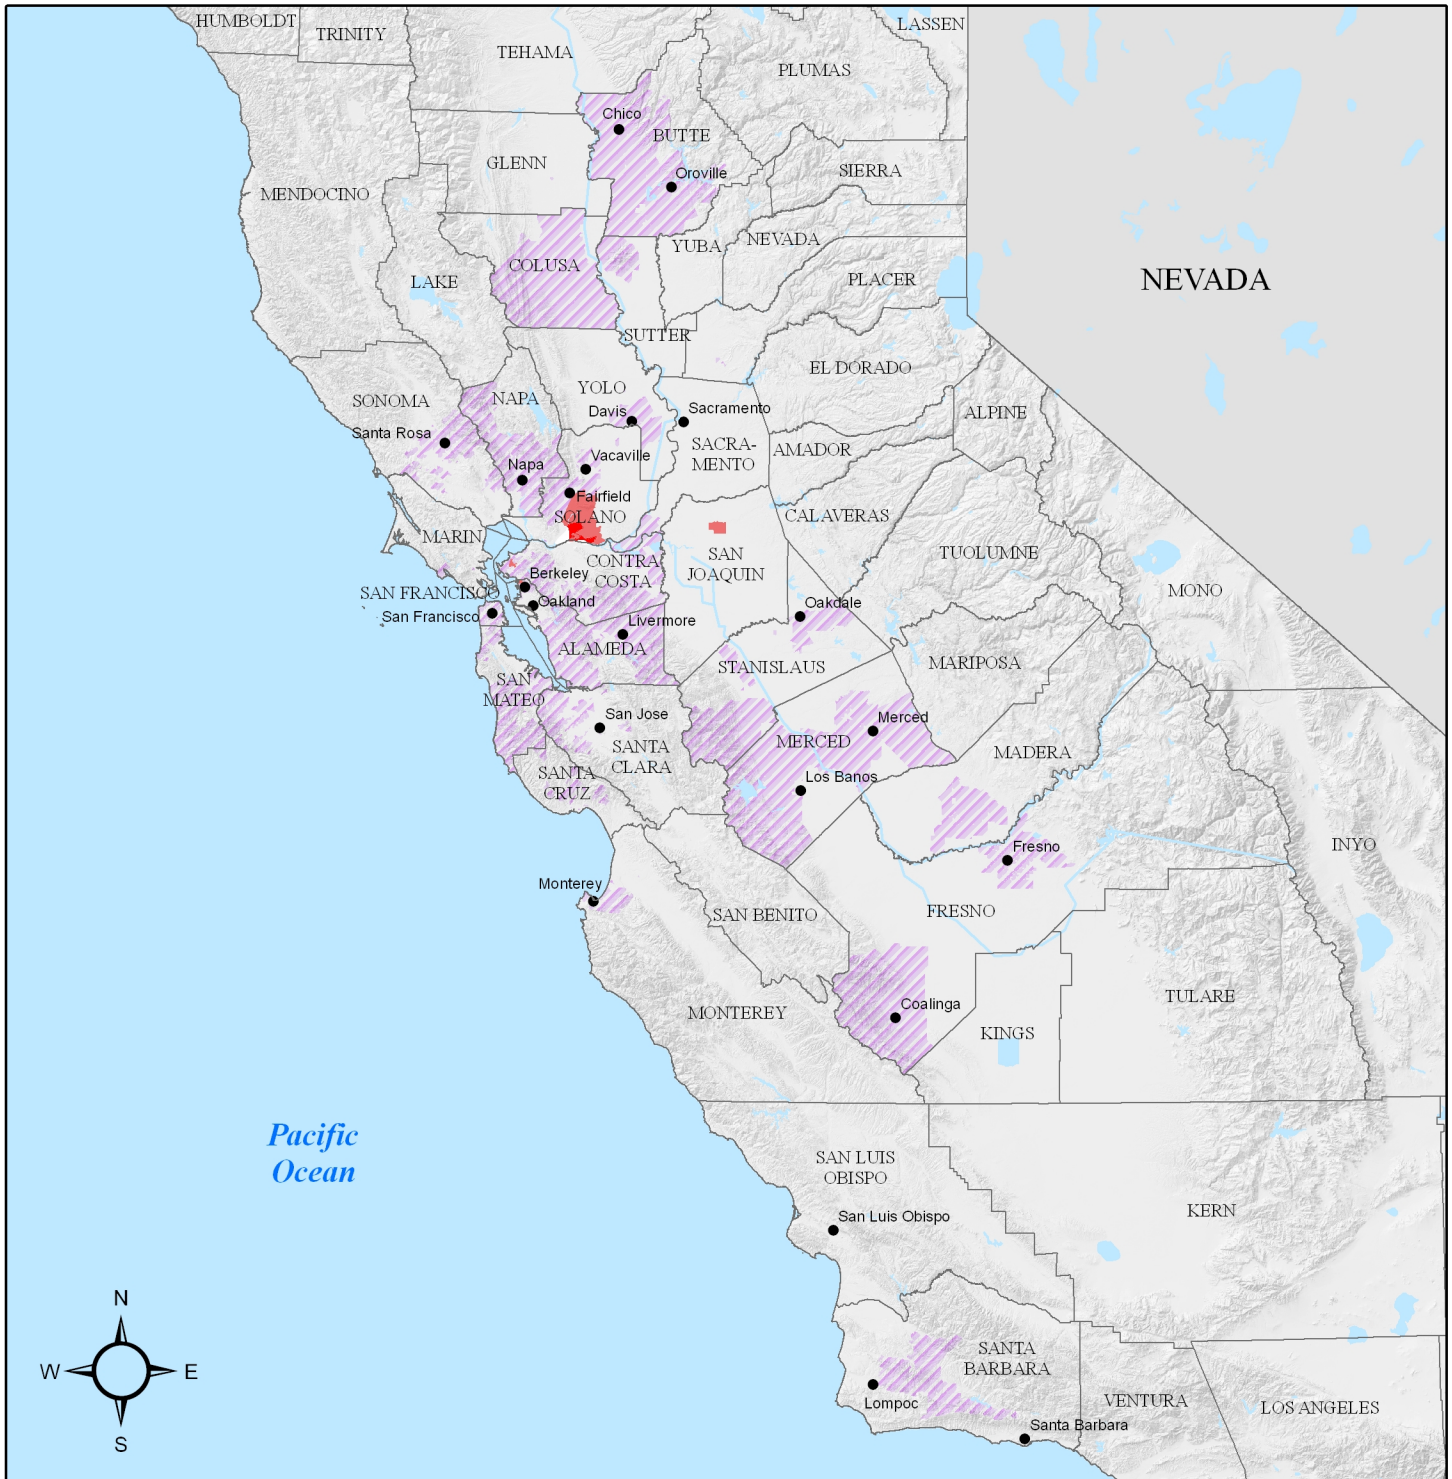 HUMBOLDT
TRINITY
TEHAMA
LASSEN
PLUMAS
Chico
BUTTE
GLENN
SIERRA
Oroville
MENDOCINO
NEVADA
YUBA
COLUSA
LAKE
PLACER
NEVADA
SUTTER
EL DORADO
YOLO
NAPA
SONOMA
Davis
Sacramento
ALPINE
Santa Rosa
SACRA-
MENTO
AMADOR
Vacaville
Napa
Fairfield
SOLANO
CALAVERAS
MARIN
SAN
JOAQUIN
TUOLUMNE
CONTRA
COSTA
Berkeley
MONO
SAN FRANCISCO
Oakland
Oakdale
San Francisco
Livermore
ALAMEDA
STANISLAUS
MARIPOSA
SAN
MATEO
San Jose
Merced
MERCED
SANTA
CLARA
MADERA
SANTA
CRUZ
Los Banos
INYO
Fresno
Monterey
SAN BENITO
FRESNO
TULARE
Coalinga
MONTEREY
KINGS
Pacific
Ocean
SAN LUIS
OBISPO
KERN
San Luis Obispo
N
W
E
S
SANTA
BARBARA
Lompoc
VENTURA
LOS ANGELES
Santa Barbara